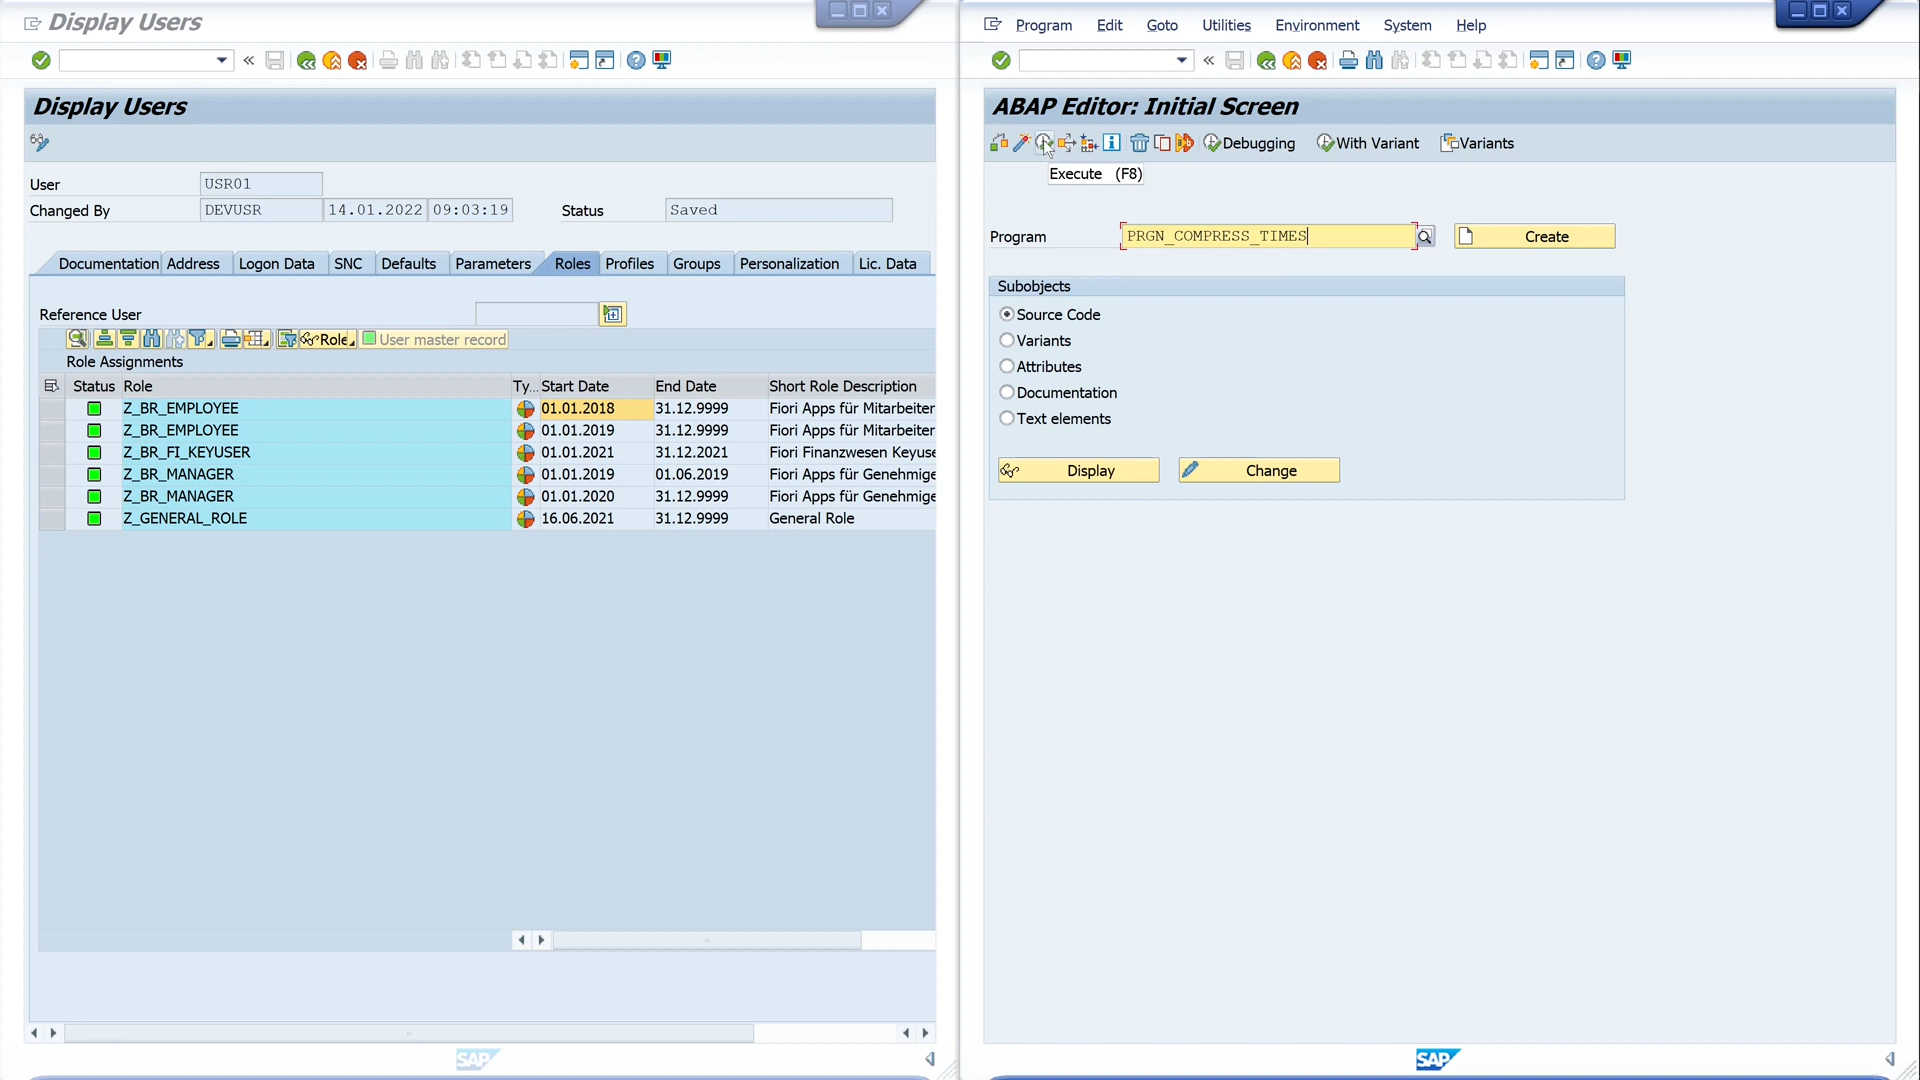 Display Users
Display Users
User USR01
Changed By DEVUSR 14.01.2022 09:03:19 Status Saved
Documentation Address Logon Data SNC Defaults Parameters Roles Profiles Groups Personalization Lic. Data
Reference User
Role User master record
Role Assignments
Status Role Ty... Start Date End Date Short Role Description
Z_BR_EMPLOYEE 01.01.2018 31.12.9999 Fiori Apps für Mitarbeiter
Z_BR_EMPLOYEE 01.01.2019 31.12.9999 Fiori Apps für Mitarbeiter
Z_BR_FI_KEYUSER 01.01.2021 31.12.2021 Fiori Finanzwesen Keyuse
Z_BR_MANAGER 01.01.2019 01.06.2019 Fiori Apps für Genehmige
Z_BR_MANAGER 01.01.2020 31.12.9999 Fiori Apps für Genehmige
Z_GENERAL_ROLE 16.06.2021 31.12.9999 General Role
SAP
Program Edit Goto Utilities Environment System Help
ABAP Editor: Initial Screen
Debugging With Variant Variants
Execute (F8)
Program PRGN_COMPRESS_TIMES Create
Subobjects
Source Code
Variants
Attributes
Documentation
Text elements
Display Change
SAP